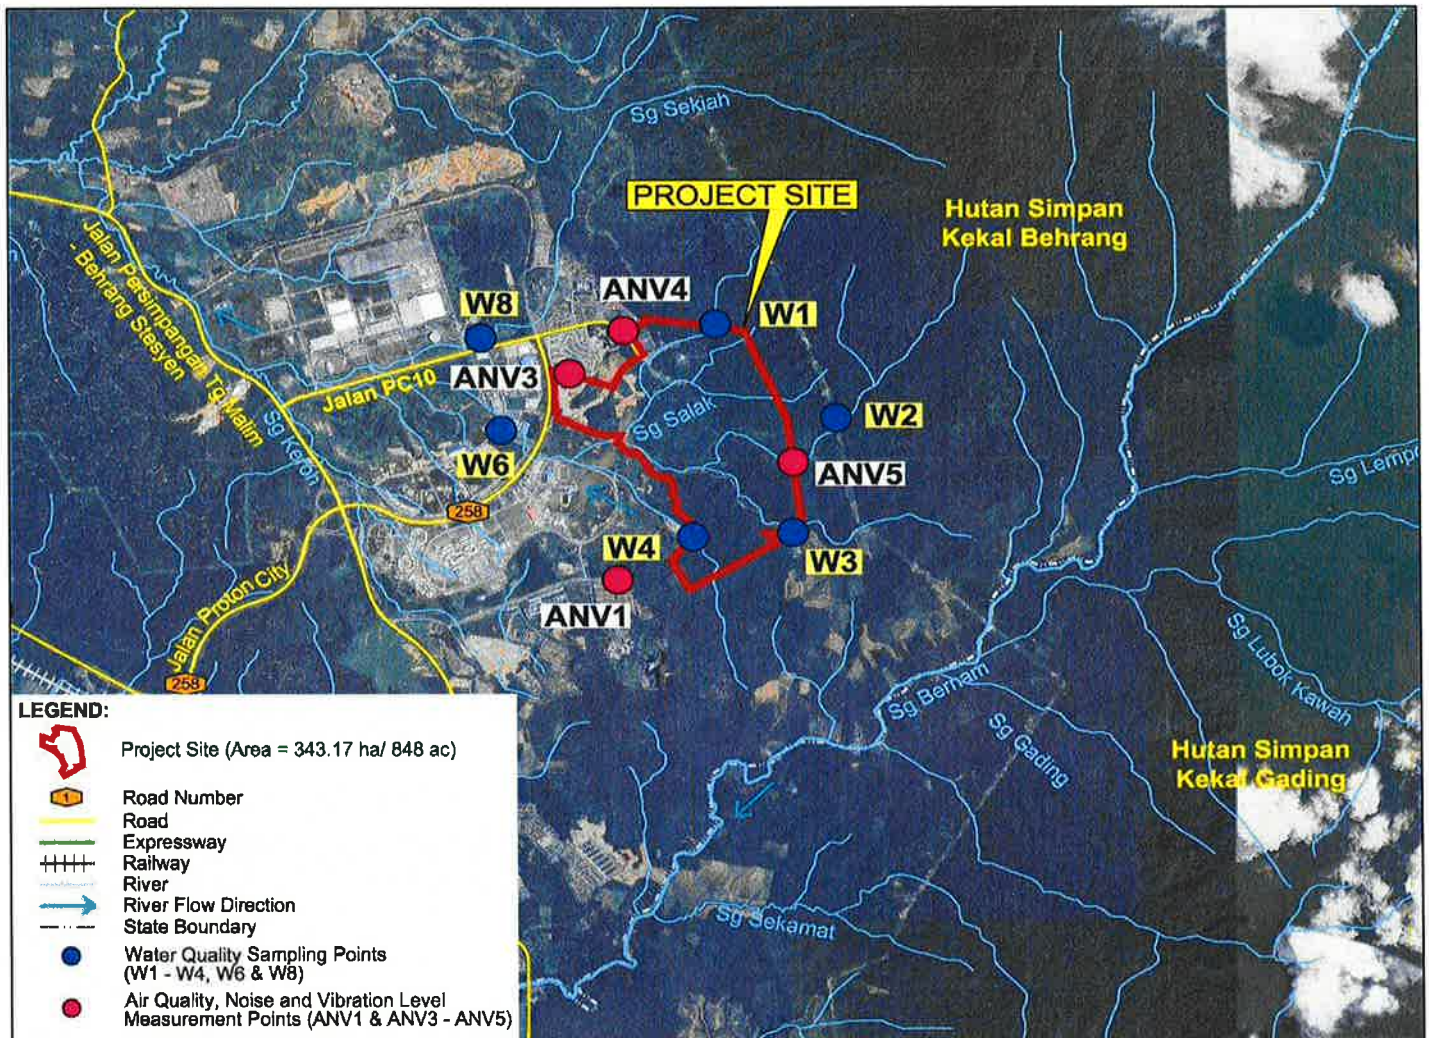 Sg Sekiah
PROJECT SITE
Hutan Simpan
Kekal Behrang
Jalan Persimpangan Tg Malim
- Behrang Stesyen
W8
ANV4
W1
ANV3
Jalan PC10
Sg Salak
W2
Sg Keroh
W6
ANV5
Sg Lemp
258
W4
W3
ANV1
Jalan Proton City
258
Sg Lubok Kawah
Sg Bernam
Sg Gading
Hutan Simpan
Kekal Gading
Sg Sekamat
LEGEND:
Project Site (Area = 343.17 ha/ 848 ac)
1
Road Number
Road
Expressway
Railway
River
River Flow Direction
State Boundary
Water Quality Sampling Points
(W1 - W4, W6 & W8)
Air Quality, Noise and Vibration Level
Measurement Points (ANV1 & ANV3 - ANV5)